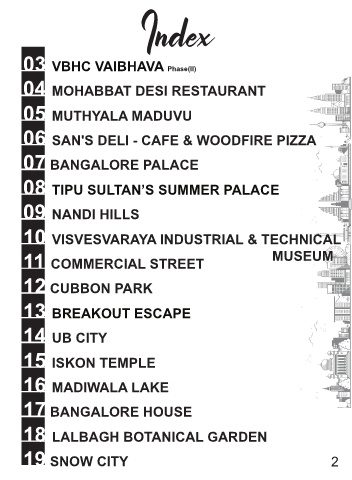 Index
03 VBHC VAIBHAVA Phase(II)
04 MOHABBAT DESI RESTAURANT
05 MUTHYALA MADUVU
06 SAN'S DELI - CAFE & WOODFIRE PIZZA
07 BANGALORE PALACE
08 TIPU SULTAN’S SUMMER PALACE
09 NANDI HILLS
10 VISVESVARAYA INDUSTRIAL & TECHNICAL
MUSEUM
11 COMMERCIAL STREET
12 CUBBON PARK
13 BREAKOUT ESCAPE
14 UB CITY
15 ISKON TEMPLE
16 MADIWALA LAKE
17 BANGALORE HOUSE
18 LALBAGH BOTANICAL GARDEN
19 SNOW CITY
2